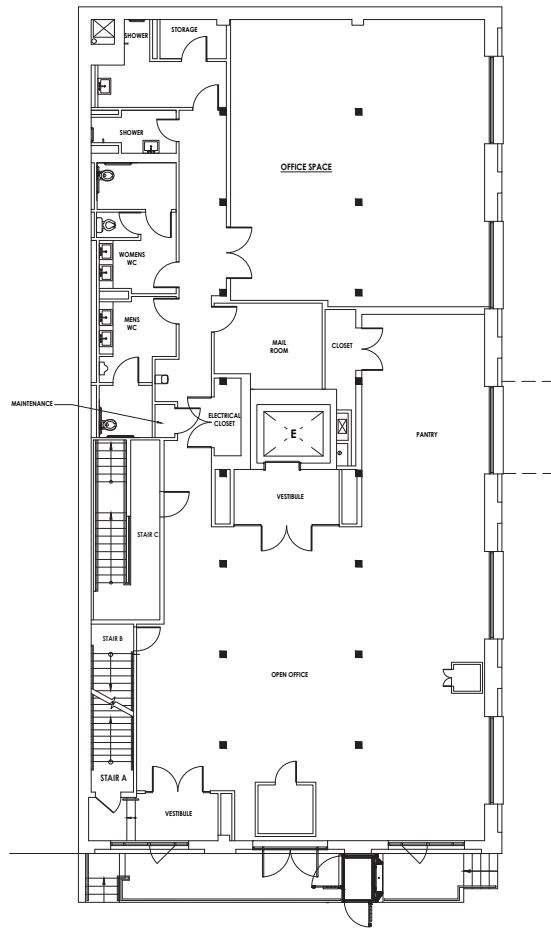 SHOWER
STORAGE
SHOWER
OFFICE SPACE
WOMENS
WC
MENS
WC
MAIL
ROOM
CLOSET
MAINTENANCE
ELECTRICAL
CLOSET
E
PANTRY
VESTIBULE
STAIR C
STAIR B
OPEN OFFICE
STAIR A
VESTIBULE